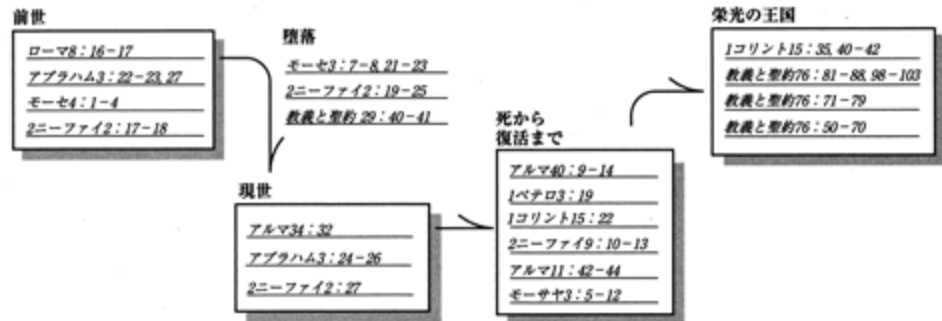 前世
ローマ8：16-17
アブラハム3：22-23, 27
モーセ4：1-4
2ニーファイ2：17-18
堕落
モーセ3：7-8, 21-23
2ニーファイ2：19-25
教義と聖約 29：40-41
現世
アルマ34：32
アブラハム3：24-26
2ニーファイ2：27
死から
復活まで
アルマ40：9-14
1ペテロ3：19
1コリント15：22
2ニーファイ9：10-13
アルマ11：42-44
モーサヤ3：5-12
栄光の王国
1コリント15：35, 40-42
教義と聖約76：81-88, 98-103
教義と聖約76：71-79
教義と聖約76：50-70